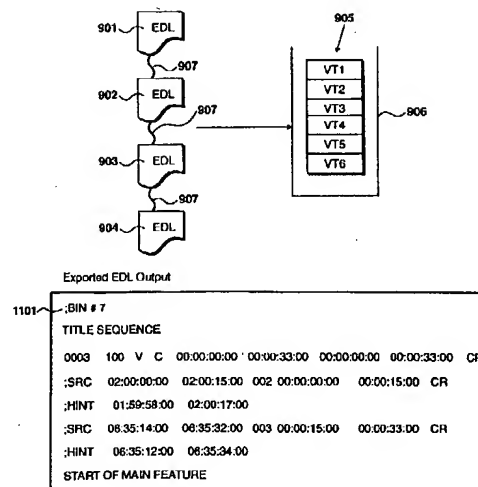 901 EDL
907
902 EDL
907
903 EDL
907
904 EDL
905
VT1
VT2
VT3
VT4
VT5
VT6
906
Exported EDL Output
1101 ;BIN # 7
TITLE SEQUENCE
0003 100 V C 00:00:00:00 00:00:33:00 00:00:00:00 00:00:33:00 CR
;SRC 02:00:00:00 02:00:15:00 002 00:00:00:00 00:00:15:00 CR
;HINT 01:59:58:00 02:00:17:00
;SRC 06:35:14:00 06:35:32:00 003 00:00:15:00 00:00:33:00 CR
;HINT 06:35:12:00 06:35:34:00
START OF MAIN FEATURE